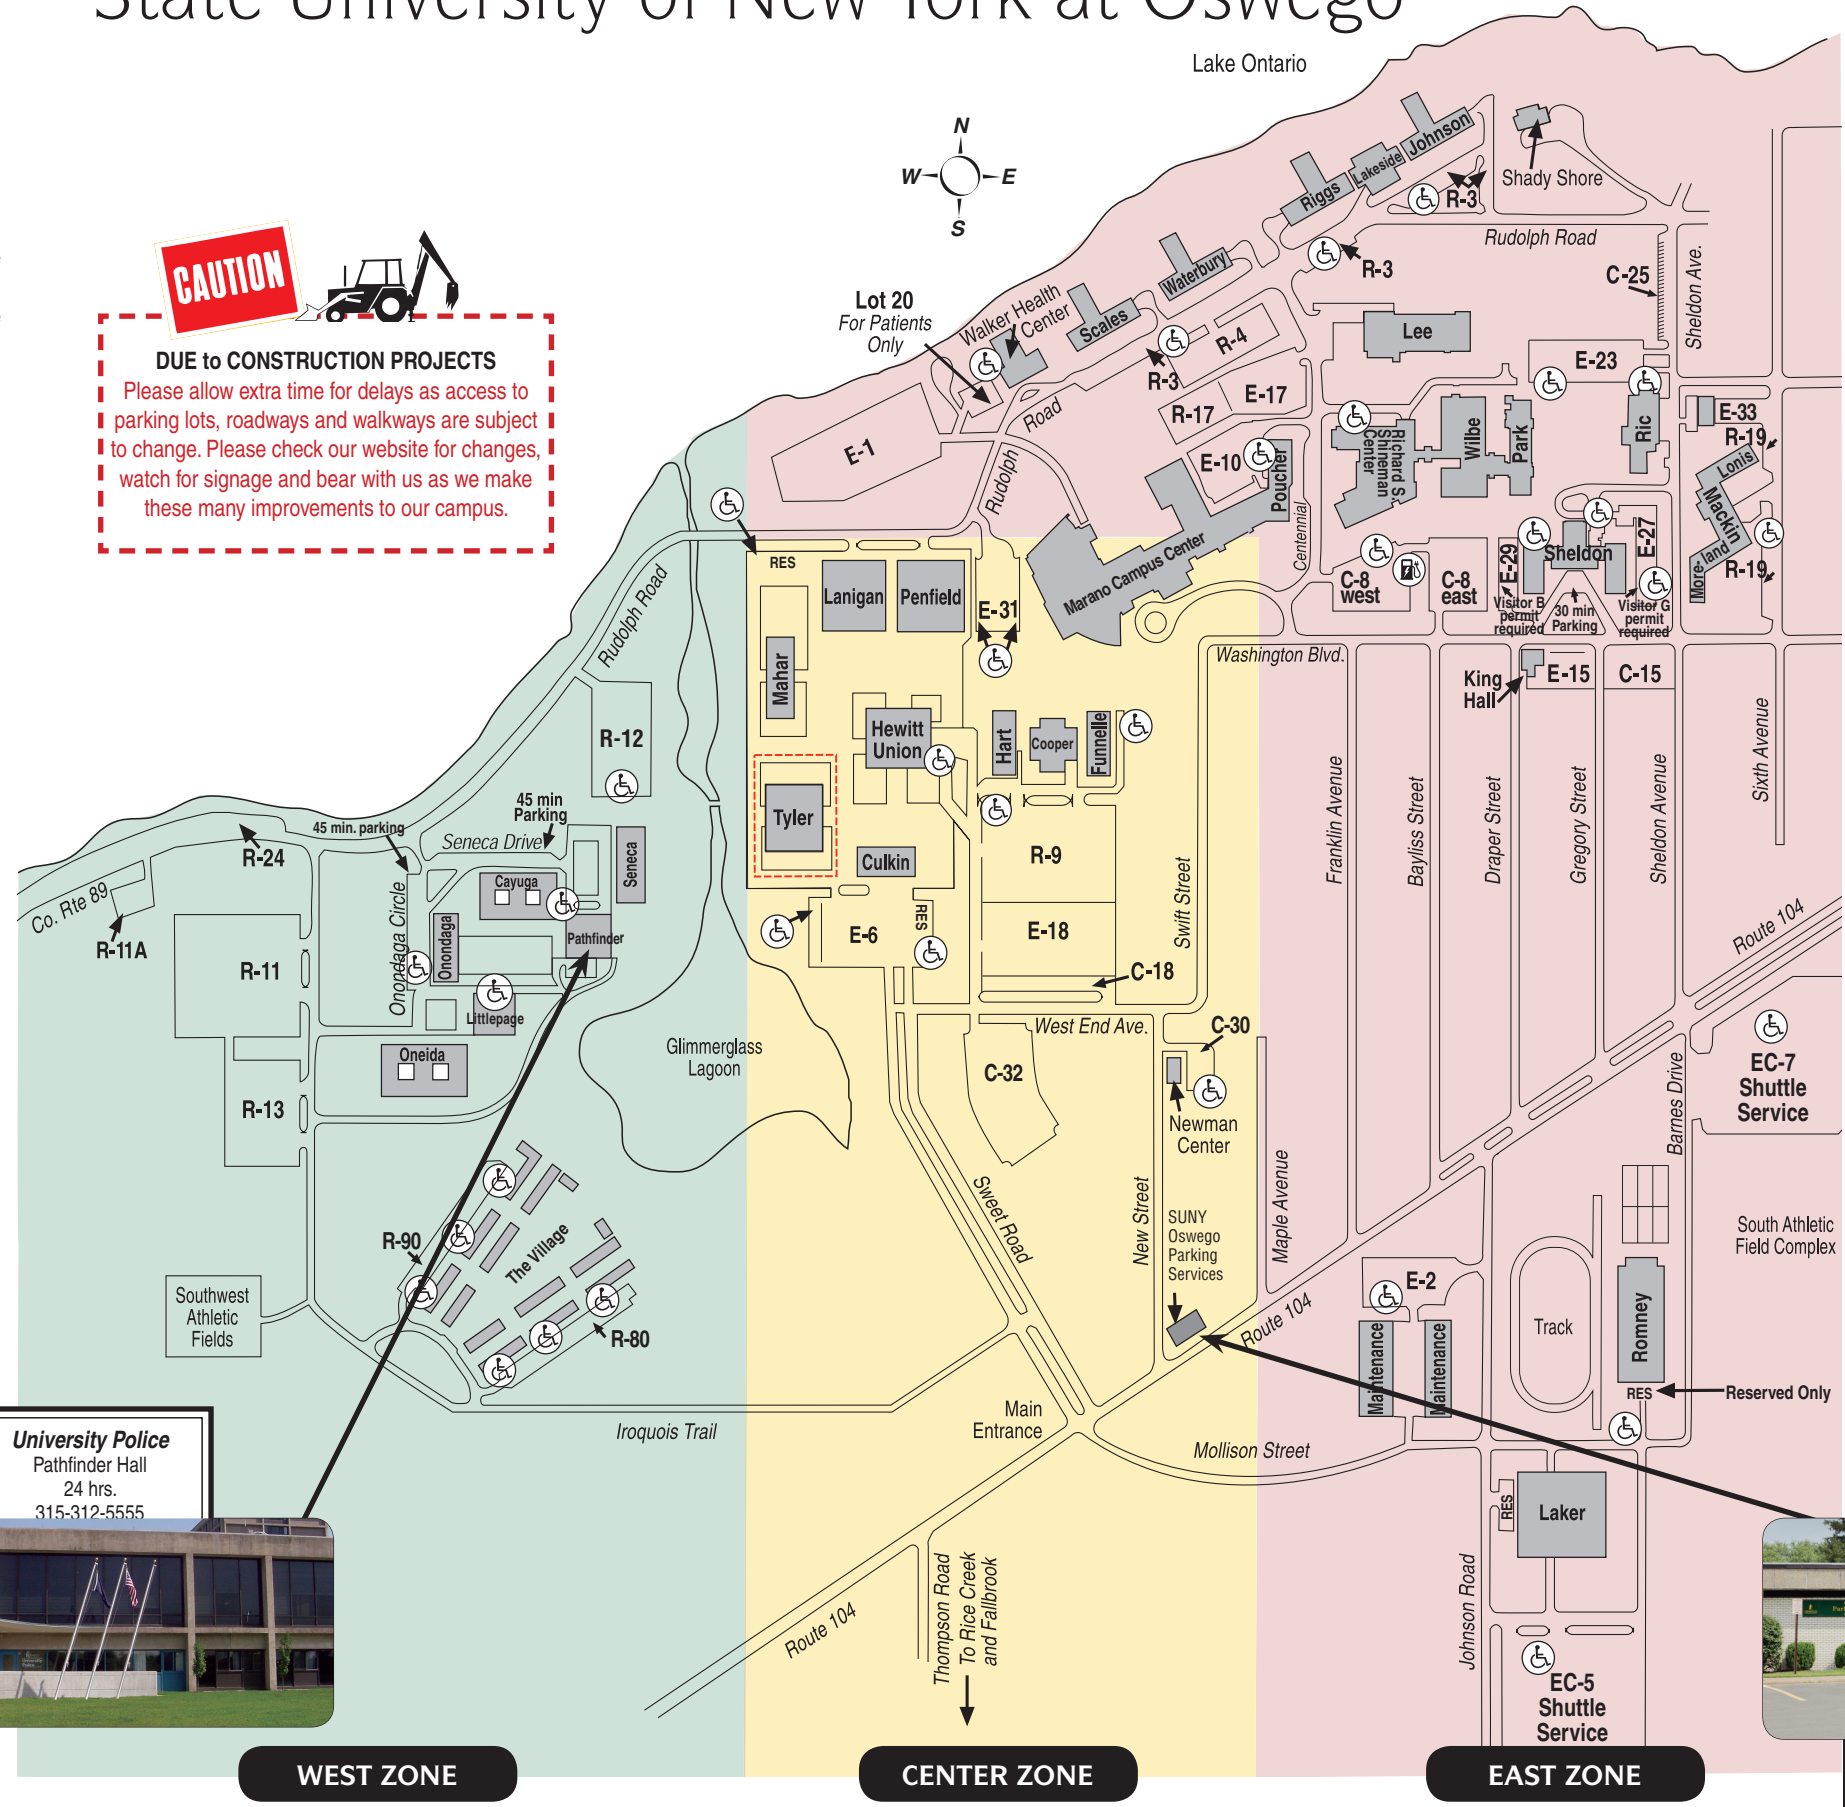 State University of New York at Oswego
Lake Ontario
N
W
E
S
CAUTION
DUE to CONSTRUCTION PROJECTS
Please allow extra time for delays as access to
parking lots, roadways and walkways are subject
to change. Please check our website for changes,
watch for signage and bear with us as we make
these many improvements to our campus.
Johnson
Lakeside
Riggs
Shady Shore
R-3
Rudolph Road
R-3
C-25
Sheldon Ave.
Waterbury
Scales
Walker Health
Center
Lot 20
For Patients
Only
R-3
R-4
Lee
E-23
E-17
R-17
Road
Rudolph
E-1
E-10
Poucher
Richard S.
Shineman
Center
Wilbe
Park
Ric
E-33
R-19
Lonis
Mackin
More-
land
R-19
Marano Campus Center
Centennial
C-8
west
C-8
east
E-29
Sheldon
E-27
Visitor B
permit
required
30 min
Parking
Visitor G
permit
required
RES
Lanigan
Penfield
E-31
Rudolph Road
Mahar
Washington Blvd.
King
Hall
E-15
C-15
R-12
Hewitt
Union
Hart
Cooper
Funnelle
Franklin Avenue
Bayliss Street
Draper Street
Gregory Street
Sheldon Avenue
Sixth Avenue
Tyler
45 min
Parking
45 min. parking
Seneca Drive
R-24
Seneca
Culkin
R-9
Swift Street
Co. Rte 89
R-11A
Cayuga
Onondaga Circle
Onondaga
Pathfinder
E-6
RES
E-18
C-18
Route 104
R-11
Littlepage
West End Ave.
C-30
Glimmerglass
Lagoon
Oneida
C-32
EC-7
Shuttle
Service
R-13
Newman
Center
Barnes Drive
Sweet Road
New Street
Maple Avenue
SUNY
Oswego
Parking
Services
South Athletic
Field Complex
R-90
The Village
Southwest
Athletic
Fields
R-80
Route 104
E-2
Track
Romney
Maintenance
Maintenance
RES
Reserved Only
Main
Entrance
Iroquois Trail
Mollison Street
University Police
Pathfinder Hall
24 hrs.
315-312-5555
RES
Laker
Route 104
Thompson Road
To Rice Creek
and Fallbrook
Johnson Road
EC-5
Shuttle
Service
WEST ZONE
CENTER ZONE
EAST ZONE